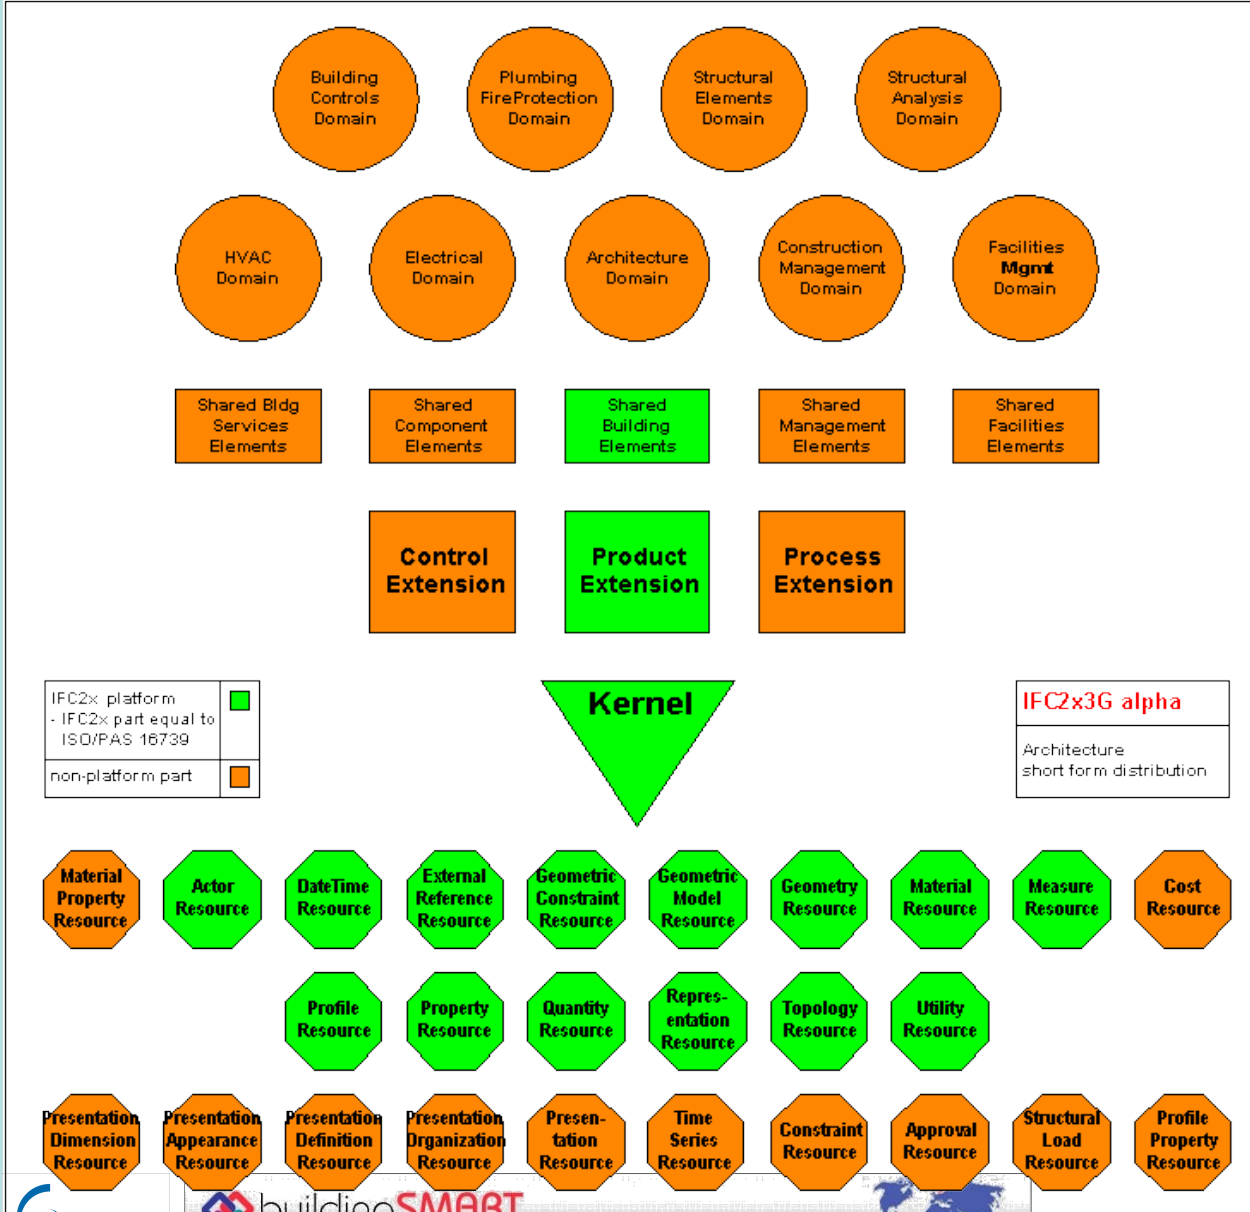 Building
Controls
Domain
Plumbing
FireProtection
Domain
Structural
Elements
Domain
Structural
Analysis
Domain
HVAC
Domain
Electrical
Domain
Architecture
Domain
Construction
Management
Domain
Facilities
Mgmt
Domain
Shared Bldg
Services
Elements
Shared
Component
Elements
Shared
Building
Elements
Shared
Management
Elements
Shared
Facilities
Elements
Control
Extension
Product
Extension
Process
Extension
IFC2x platform
- IFC2x part equal to
ISO/PAS 16739
non-platform part
Kernel
IFC2x3G alpha
Architecture
short form distribution
Material
Property
Resource
Actor
Resource
DateTime
Resource
External
Reference
Resource
Geometric
Constraint
Resource
Geometric
Model
Resource
Geometry
Resource
Material
Resource
Measure
Resource
Cost
Resource
Profile
Resource
Property
Resource
Quantity
Resource
Repres-
entation
Resource
Topology
Resource
Utility
Resource
Presentation
Dimension
Resource
Presentation
Appearance
Resource
Presentation
Definition
Resource
Presentation
Organization
Resource
Presen-
tation
Resource
Time
Series
Resource
Constraint
Resource
Approval
Resource
Structural
Load
Resource
Profile
Property
Resource
buildingSMART